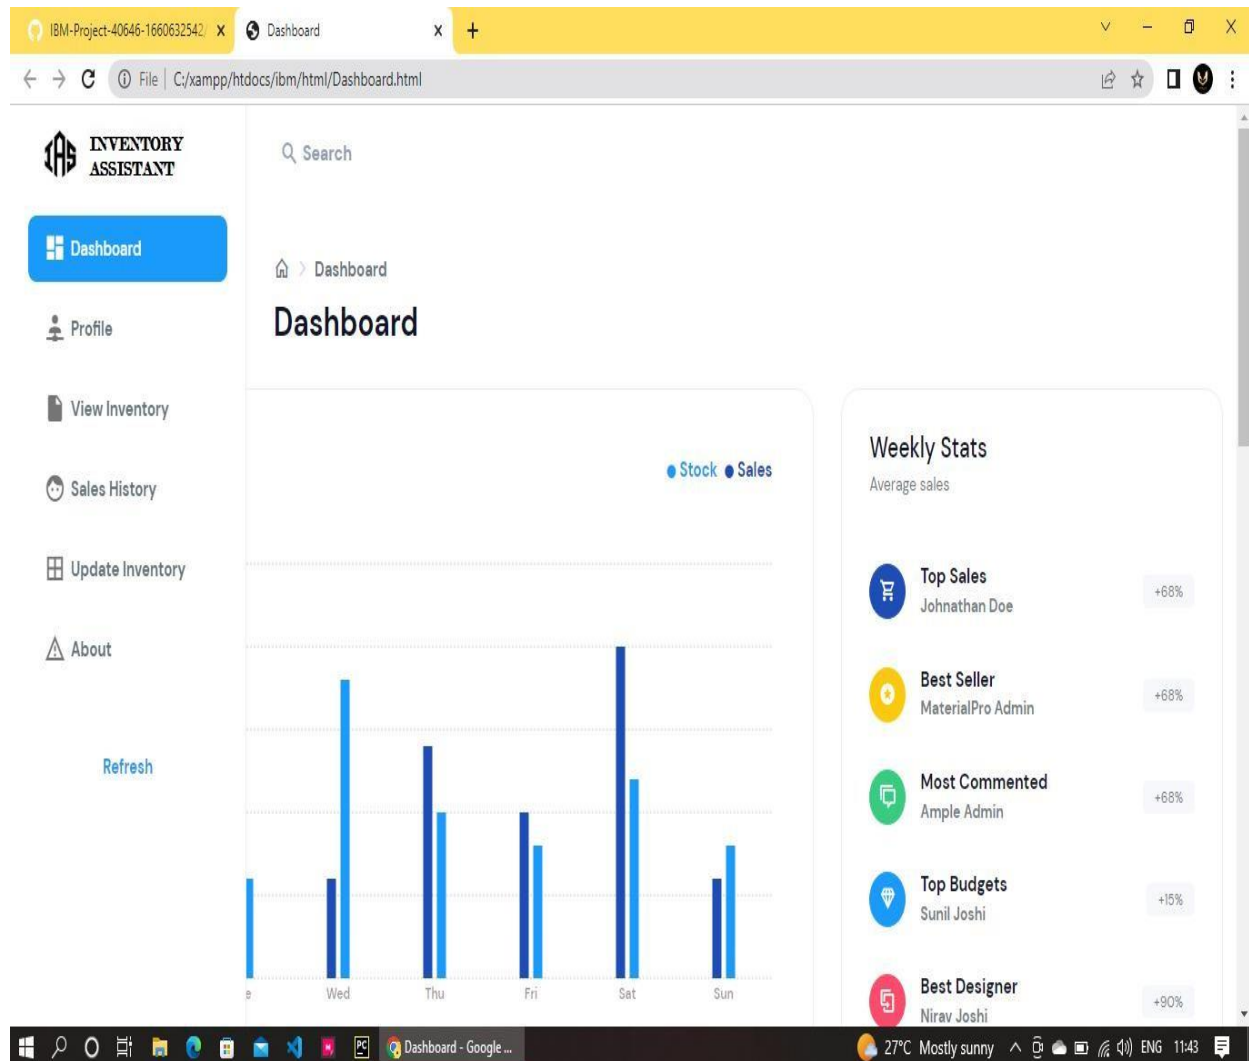 IBM-Project-40646-1660632542/
Dashboard
File | C:/xampp/htdocs/ibm/html/Dashboard.html
IAS INVENTORY
ASSISTANT
Search
Dashboard
Profile
View Inventory
Sales History
Update Inventory
About
Refresh
Dashboard
Dashboard
Stock Sales
e Wed Thu Fri Sat Sun
Weekly Stats
Average sales
Top Sales
Johnathan Doe
+68%
Best Seller
MaterialPro Admin
+68%
Most Commented
Ample Admin
+68%
Top Budgets
Sunil Joshi
+15%
Best Designer
Nirav Joshi
+90%
PC
Dashboard - Google ...
27°C Mostly sunny
ENG 11:43